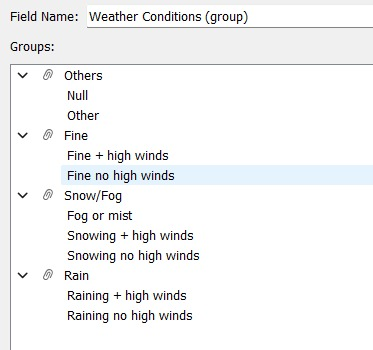 Field Name: Weather Conditions (group)
Groups:
Others
Null
Other
Fine
Fine + high winds
Fine no high winds
Snow/Fog
Fog or mist
Snowing + high winds
Snowing no high winds
Rain
Raining + high winds
Raining no high winds